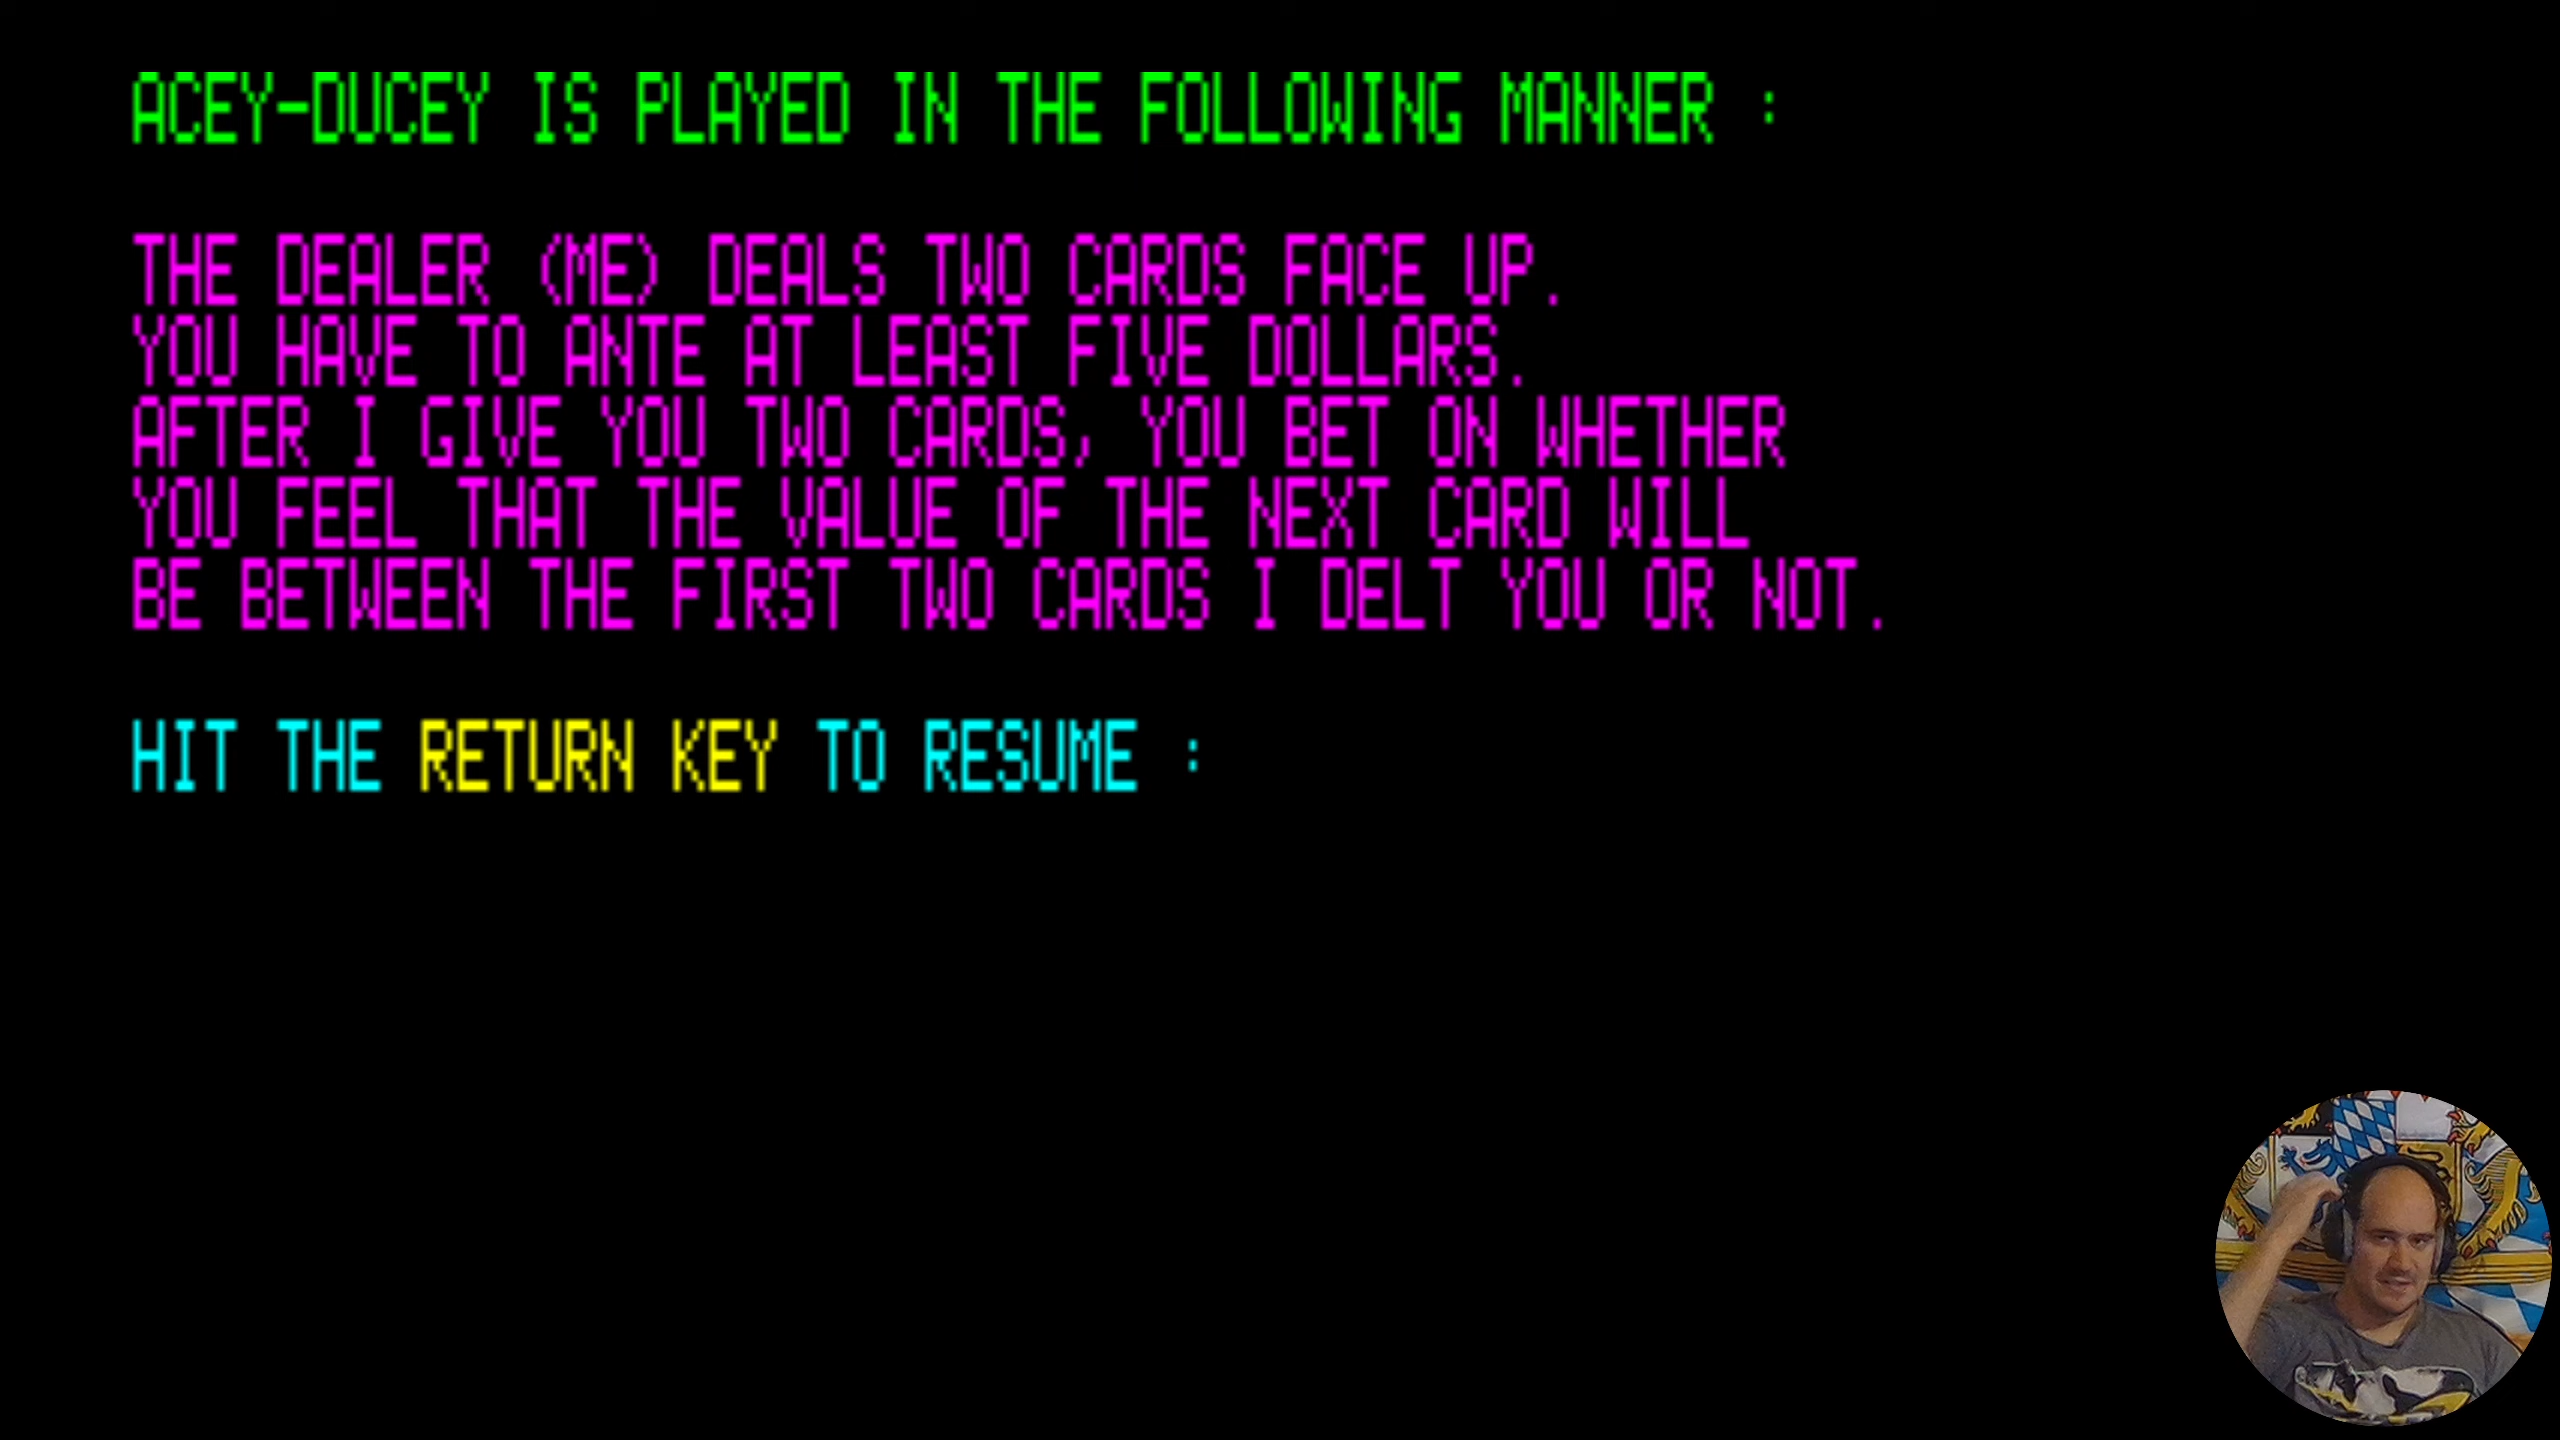 ACEY-DUCEY IS PLAYED IN THE FOLLOWING MANNER :
THE DEALER (ME) DEALS TWO CARDS FACE UP.
YOU HAVE TO ANTE AT LEAST FIVE DOLLARS.
AFTER I GIVE YOU TWO CARDS, YOU BET ON WHETHER
YOU FEEL THAT THE VALUE OF THE NEXT CARD WILL
BE BETWEEN THE FIRST TWO CARDS I DELT YOU OR NOT.
HIT THE RETURN KEY TO RESUME :